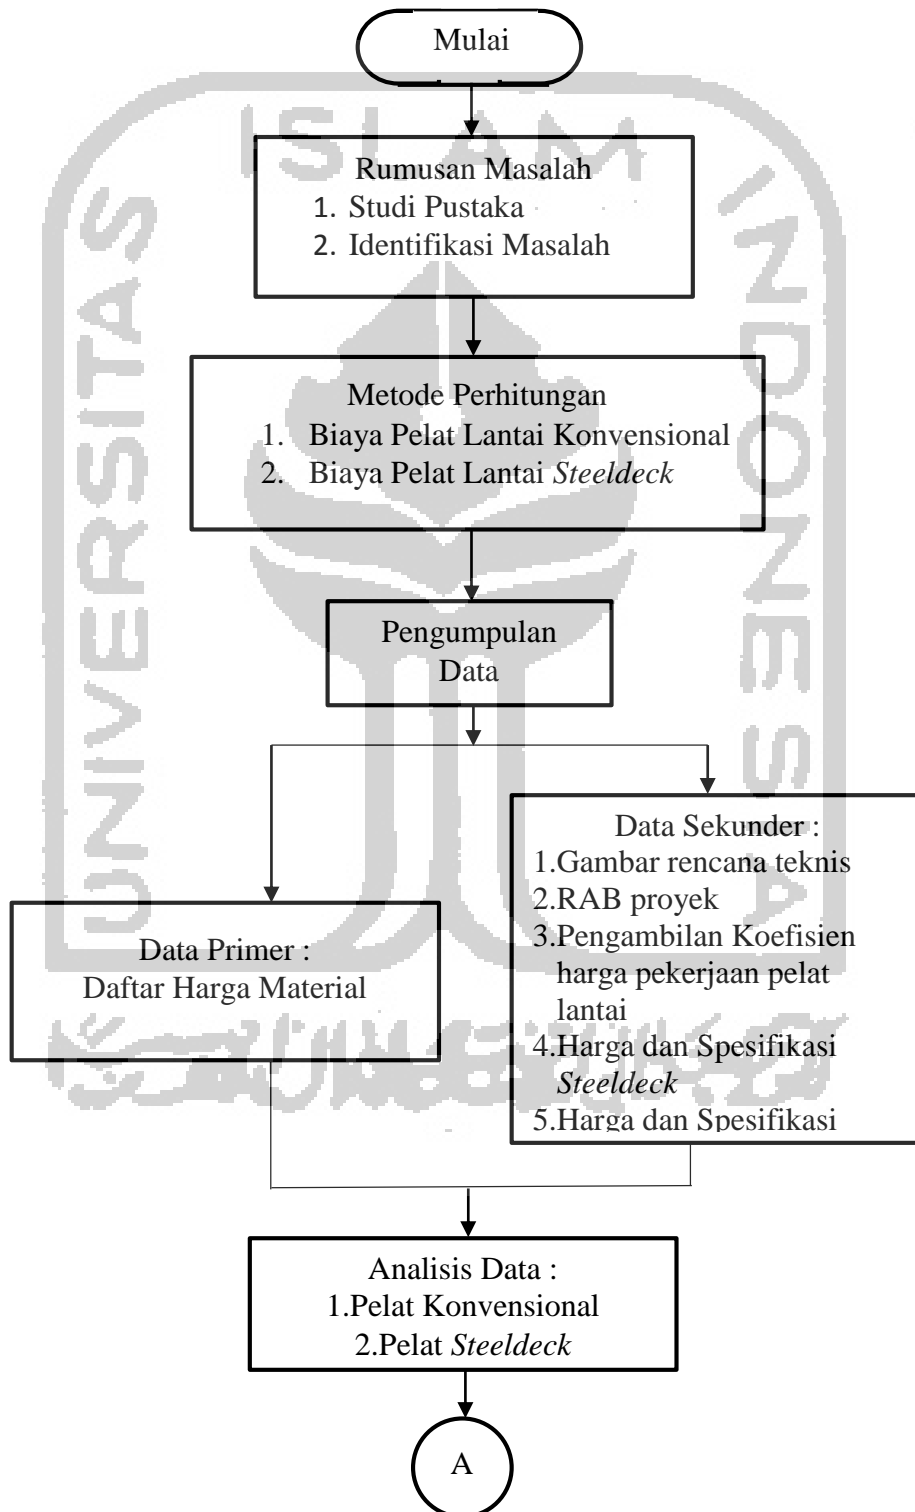 Mulai
Rumusan Masalah
1. Studi Pustaka
2. Identifikasi Masalah
Metode Perhitungan
1. Biaya Pelat Lantai Konvensional
2. Biaya Pelat Lantai Steeldeck
Pengumpulan
Data
Data Primer :
Daftar Harga Material
Data Sekunder :
1.Gambar rencana teknis
2.RAB proyek
3.Pengambilan Koefisien
harga pekerjaan pelat
lantai
4.Harga dan Spesifikasi
Steeldeck
5.Harga dan Spesifikasi
Analisis Data :
1.Pelat Konvensional
2.Pelat Steeldeck
A
UNIVERSITAS
ISLAM
INDONESIA